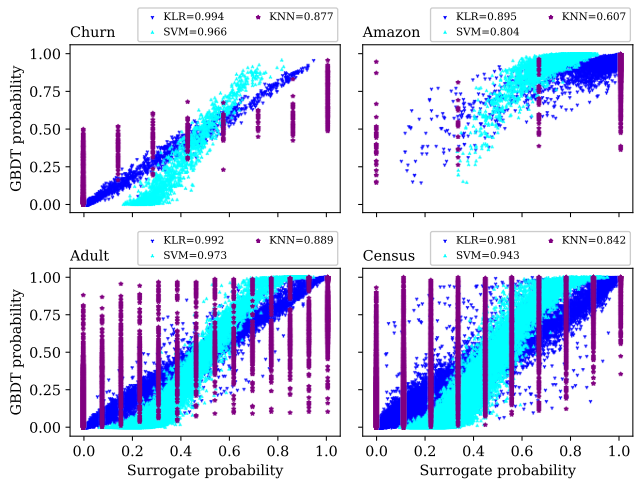 KLR=0.994 KNN=0.877
SVM=0.966
Churn
KLR=0.895 KNN=0.607
SVM=0.804
Amazon
1.00
0.75
0.50
0.25
0.00
GBDT probability
KLR=0.992 KNN=0.889
SVM=0.973
Adult
KLR=0.981 KNN=0.842
SVM=0.943
Census
1.00
0.75
0.50
0.25
0.00
GBDT probability
0.0 0.2 0.4 0.6 0.8 1.0
Surrogate probability
0.0 0.2 0.4 0.6 0.8 1.0
Surrogate probability